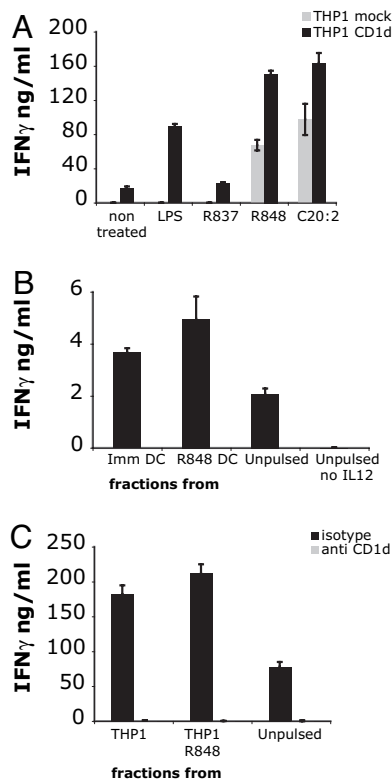 A
THP1 mock
THP1 CD1d
IFNγ ng/ml
200
160
120
80
40
0
non treated LPS R837 R848 C20:2
B
IFNγ ng/ml
6
4
2
0
Imm DC R848 DC Unpulsed Unpulsed
no IL12
fractions from
C
isotype
anti CD1d
IFNγ ng/ml
250
200
150
100
50
0
THP1 THP1 R848 Unpulsed
fractions from